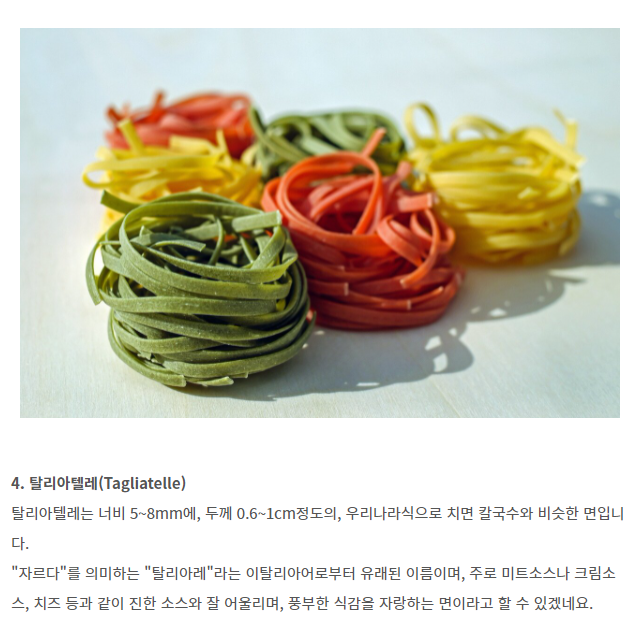 4. 탈리아텔레(Tagliatelle)
탈리아텔레는 너비 5~8mm에, 두께 0.6~1cm정도의, 우리나라식으로 치면 칼국수와 비슷한 면입니
다.
"자르다"를 의미하는 "탈리아레"라는 이탈리아어로부터 유래된 이름이며, 주로 미트소스나 크림소
스, 치즈 등과 같이 진한 소스와 잘 어울리며, 풍부한 식감을 자랑하는 면이라고 할 수 있겠네요.